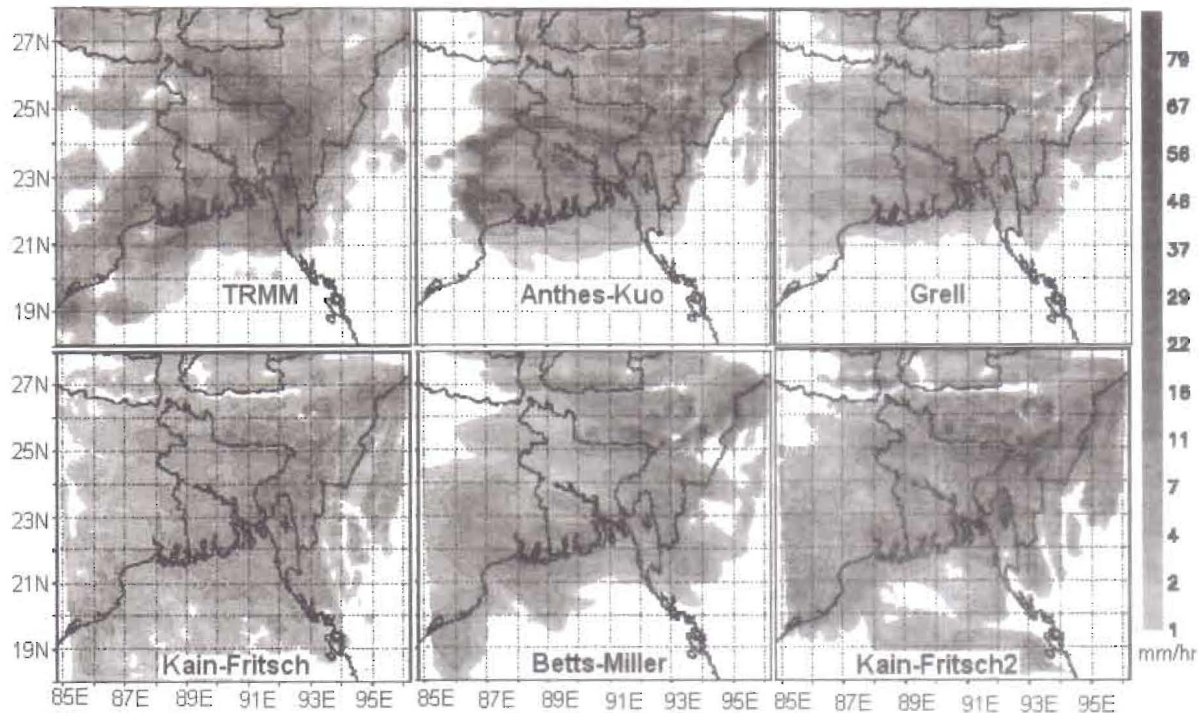 27N
25N
23N
21N
19N
TRMM
Anthes-Kuo
Grell
27N
25N
23N
21N
19N
Kain-Fritsch
Betts-Miller
Kain-Fritsch2
85E 87E 89E 91E 93E 95E
85E 87E 89E 91E 93E 95E
85E 87E 89E 91E 93E 95E
79
67
56
46
37
29
22
16
11
7
4
2
1
mm/hr